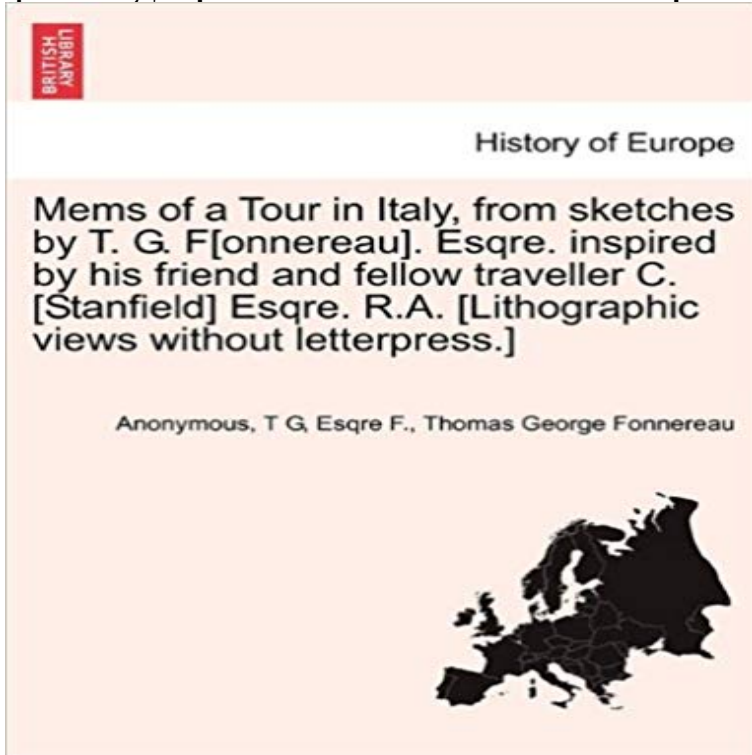 BRITISH
LIBRARY
History of Europe
Mems of a Tour in Italy, from sketches
by T. G. F[onnereau]. Esqre. inspired
by his friend and fellow traveller C.
[Stanfield] Esqre. R.A. [Lithographic
views without letterpress.]
Anonymous, T G, Esqre F., Thomas George Fonnereau